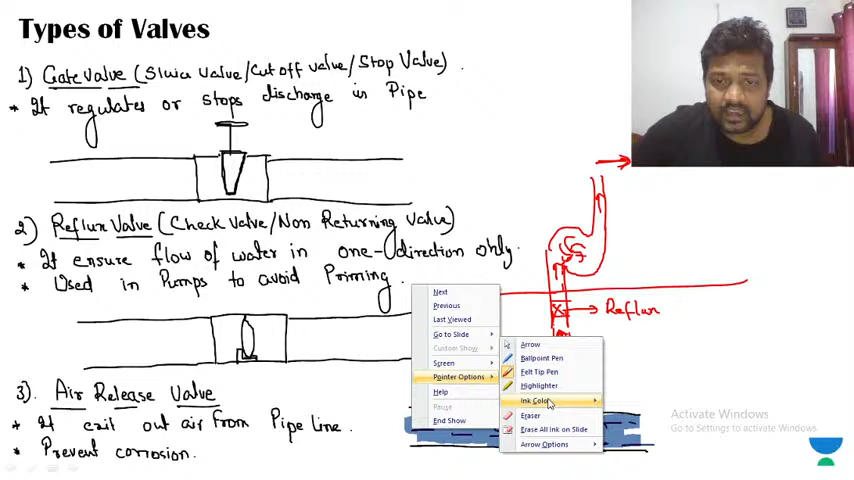 Types of Valves
1) Gate Valve (Sluice Valve/Cut off Valve/Stop Valve).
* It regulates or stops discharge in Pipe
2) Reflux Valve (Check Valve/Non Returning Valve)
* It ensure flow of water in one-direction only.
* Used in Pumps to avoid Priming.
Reflux
3). Air Release Valve
* It exit out air from Pipe line.
* Prevent corrosion.
Next
Previous
Last Viewed
Go to Slide
Custom Show
Screen
Pointer Options
Help
Pause
End Show
Arrow
Ballpoint Pen
Felt Tip Pen
Highlighter
Ink Color
Eraser
Erase All Ink on Slide
Arrow Options
Activate Windows
Go to Settings to activate Windows.